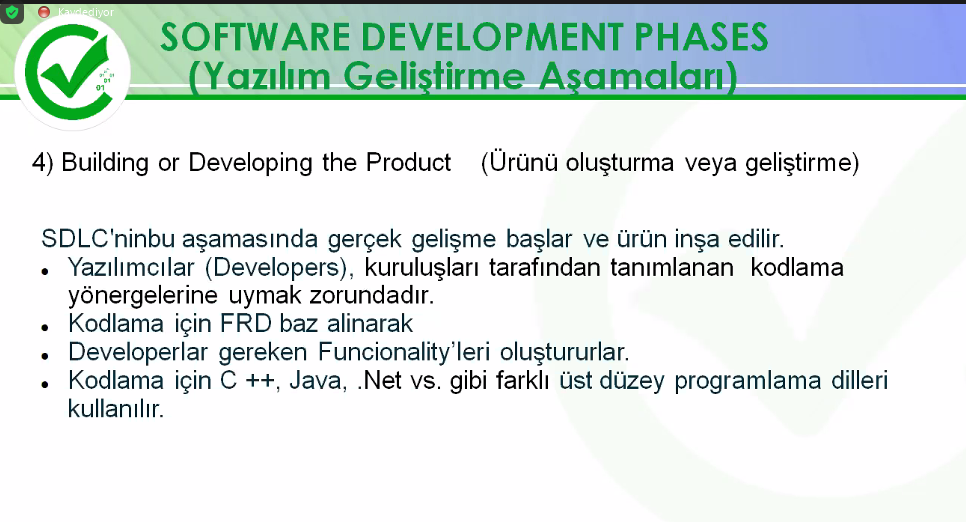 Kaydediyor
SOFTWARE DEVELOPMENT PHASES
(Yazılım Geliştirme Aşamaları)
01
01
01
4) Building or Developing the Product (Ürünü oluşturma veya geliştirme)
SDLC'ninbu aşamasında gerçek gelişme başlar ve ürün inşa edilir.
• Yazılımcılar (Developers), kuruluşları tarafından tanımlanan kodlama
yönergelerine uymak zorundadır.
• Kodlama için FRD baz alinarak
• Developerlar gereken Funcionality’leri oluştururlar.
• Kodlama için C ++, Java, .Net vs. gibi farklı üst düzey programlama dilleri
kullanılır.